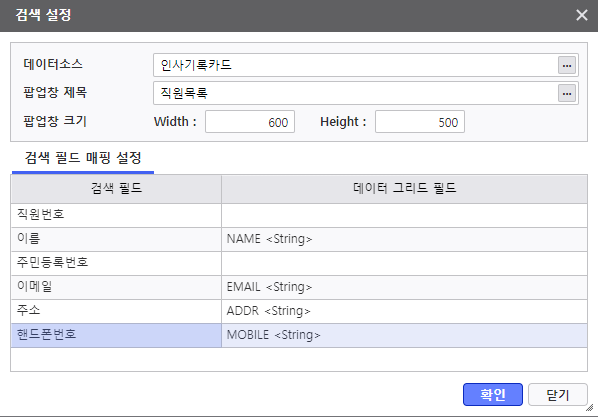 검색 설정
데이터소스 인사기록카드 ...
팝업창 제목 직원목록 ...
팝업창 크기 Width : 600 Height : 500
검색 필드 매핑 설정
검색 필드 데이터 그리드 필드
직원번호
이름 NAME <String>
주민등록번호
이메일 EMAIL <String>
주소 ADDR <String>
핸드폰번호 MOBILE <String>
확인 닫기